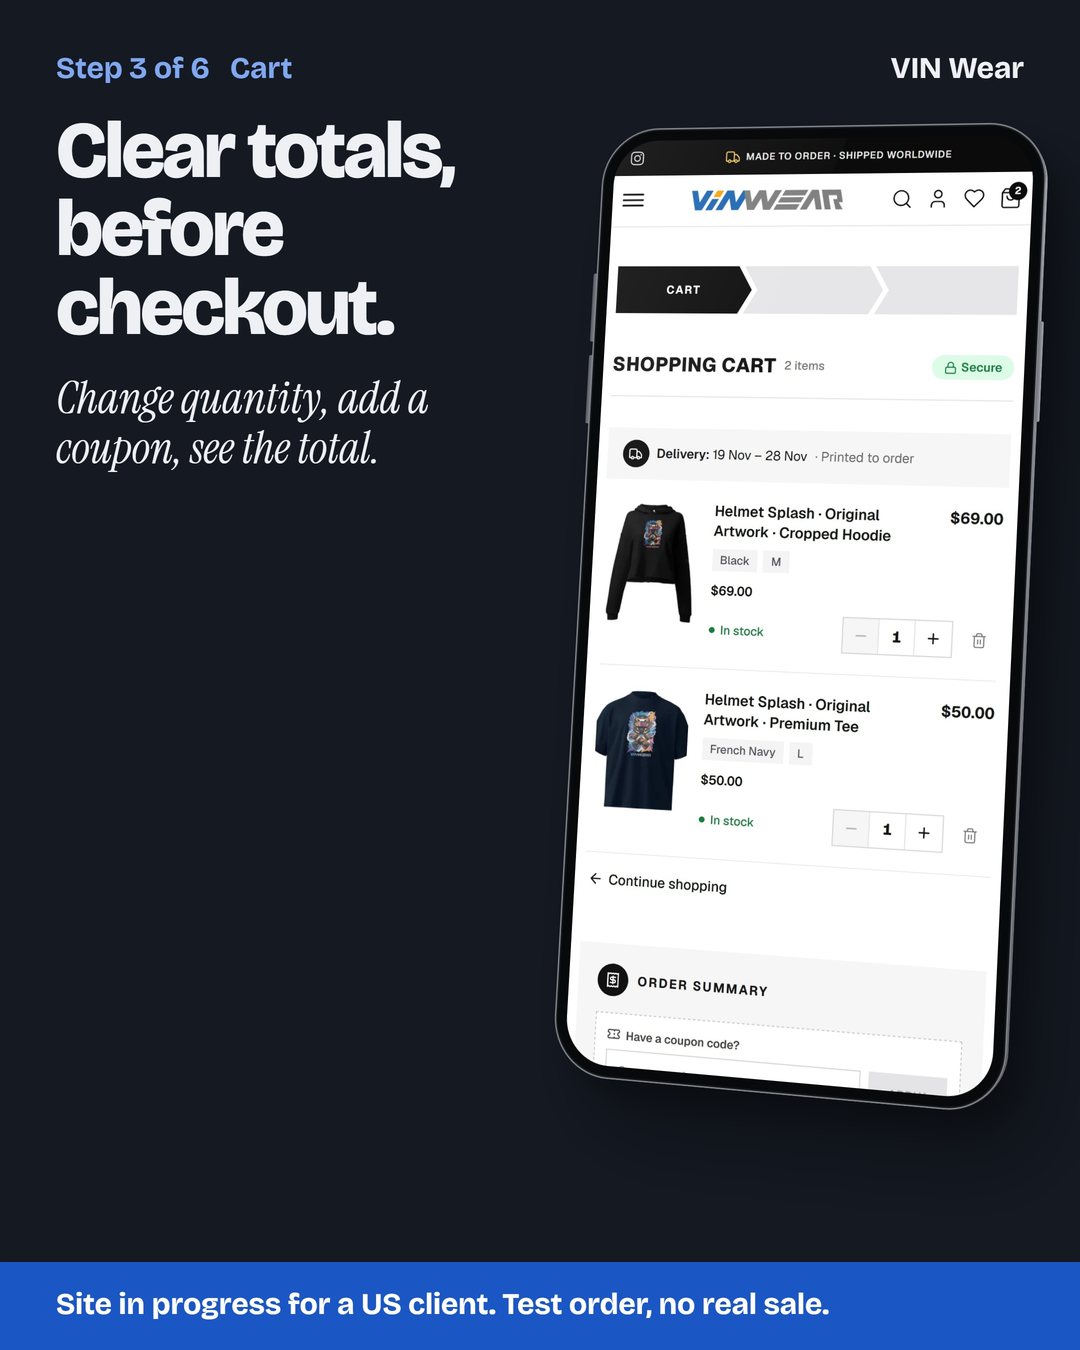 Step 3 of 6 Cart
VIN Wear
Clear totals,
before
checkout.
Change quantity, add a
coupon, see the total.
MADE TO ORDER · SHIPPED WORLDWIDE
VINWEAR
2
CART
SHOPPING CART 2 items
Secure
Delivery: 19 Nov – 28 Nov · Printed to order
Helmet Splash · Original
Artwork · Cropped Hoodie
$69.00
Black M
$69.00
In stock
1
Helmet Splash · Original
Artwork · Premium Tee
$50.00
French Navy L
$50.00
In stock
1
Continue shopping
ORDER SUMMARY
Have a coupon code?
Site in progress for a US client. Test order, no real sale.